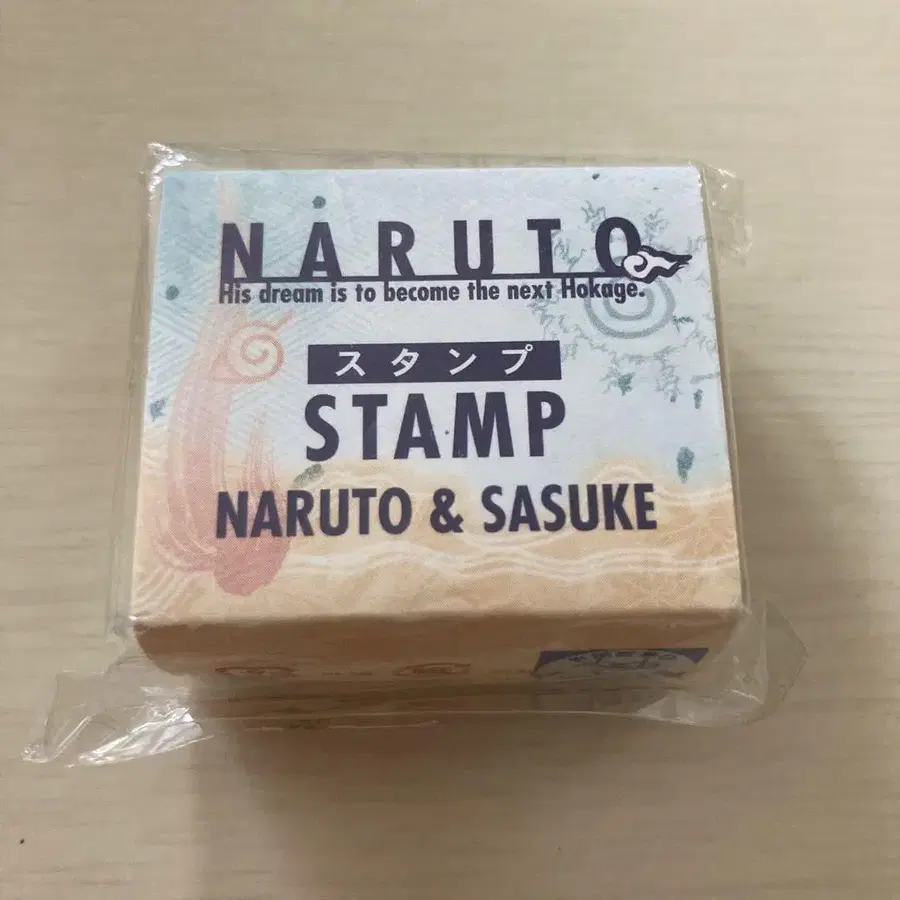 NARUTO
His dream is to become the next Hokage.
スタンプ
STAMP
NARUTO & SASUKE